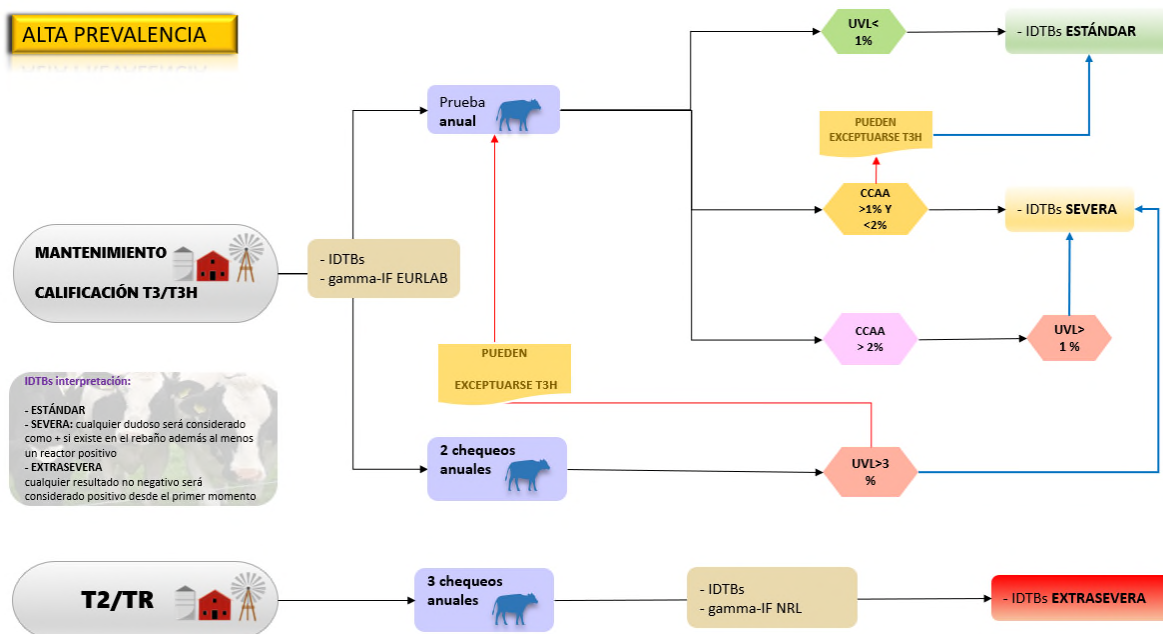 ALTA PREVALENCIA
UVL<
1%
- IDTBs ESTÁNDAR
Prueba
anual
PUEDEN
EXCEPTUARSE T3H
CCAA
>1% Y
<2%
- IDTBs SEVERA
MANTENIMIENTO
CALIFICACIÓN T3/T3H
- IDTBs
- gamma-IF EURLAB
CCAA
> 2%
UVL>
1 %
PUEDEN
EXCEPTUARSE T3H
IDTBs interpretación:
- ESTÁNDAR
- SEVERA: cualquier dudoso será considerado
como + si existe en el rebaño además al menos
un reactor positivo
- EXTRASEVERA
cualquier resultado no negativo será
considerado positivo desde el primer momento
2 chequeos
anuales
UVL>3
%
T2/TR
3 chequeos
anuales
- IDTBs
- gamma-IF NRL
- IDTBs EXTRASEVERA